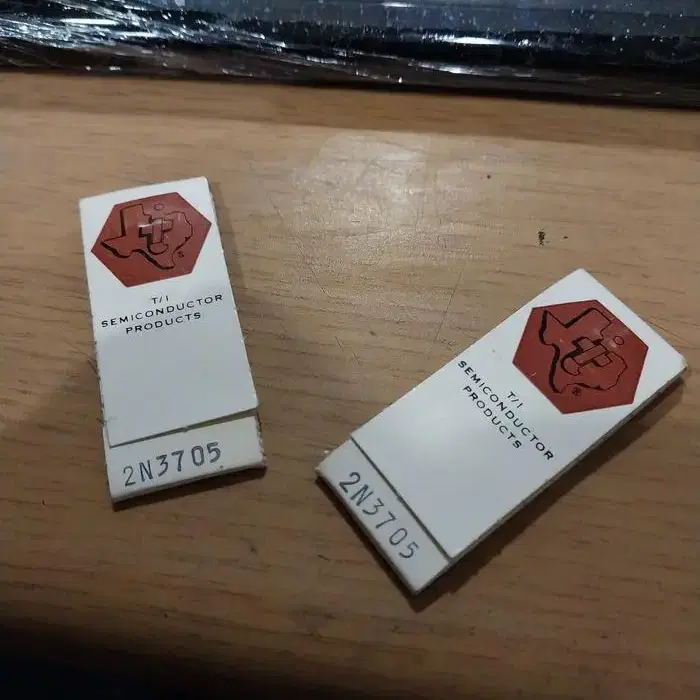 T/I
SEMICONDUCTOR
PRODUCTS
2N3705
T/I
SEMICONDUCTOR
PRODUCTS
®
2N3705